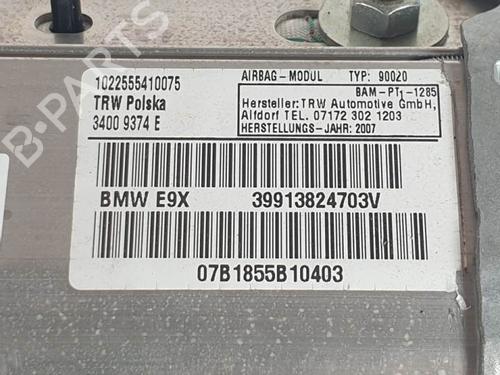 B-PARTS
1022555410075
TRW Polska
3400 9374 E
AIRBAG-MODUL TYP: 90020
BAM-PT1-1285
Hersteller:TRW Automotive GmbH,
Alfdorf TEL. 07172 302 1203
HERSTELLUNGS-JAHR: 2007
BMW E9X 39913824703V
07B1855B10403